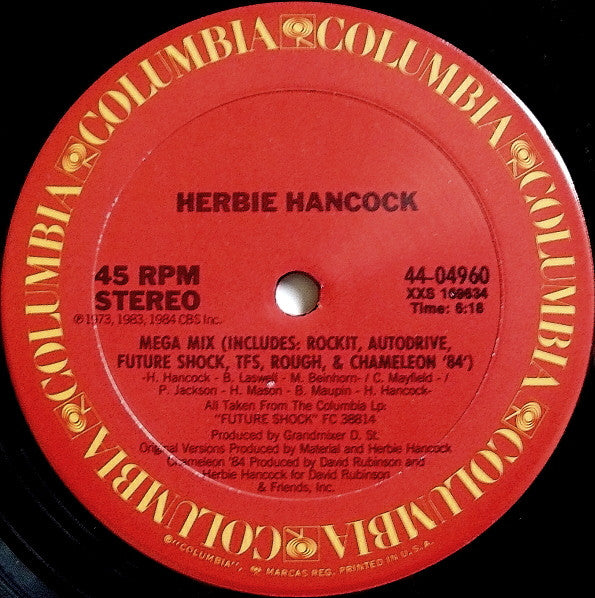 COLUMBIA COLUMBIA COLUMBIA COLUMBIA COLUMBIA COLUMBIA COLUMBIA
HERBIE HANCOCK
45 RPM
STEREO
℗ 1973, 1983, 1984 CBS Inc.
44-04960
XXS 169634
Time: 6:18
MEGA MIX (INCLUDES: ROCKIT, AUTODRIVE,
FUTURE SHOCK, TFS, ROUGH, & CHAMELEON '84')
-H. Hancock - B. Laswell - M. Beinhorn- / C. Mayfield - /
P. Jackson - H. Mason - B. Maupin - H. Hancock-
All Taken From The Columbia Lp:
"FUTURE SHOCK" FC 38814
Produced by Grandmixer D. St.
Original Versions Produced by Material and Herbie Hancock
Chameleon '84 Produced by David Rubinson and
Herbie Hancock for David Rubinson
& Friends, Inc.
®"COLUMBIA", MARCAS REG. PRINTED IN U.S.A.